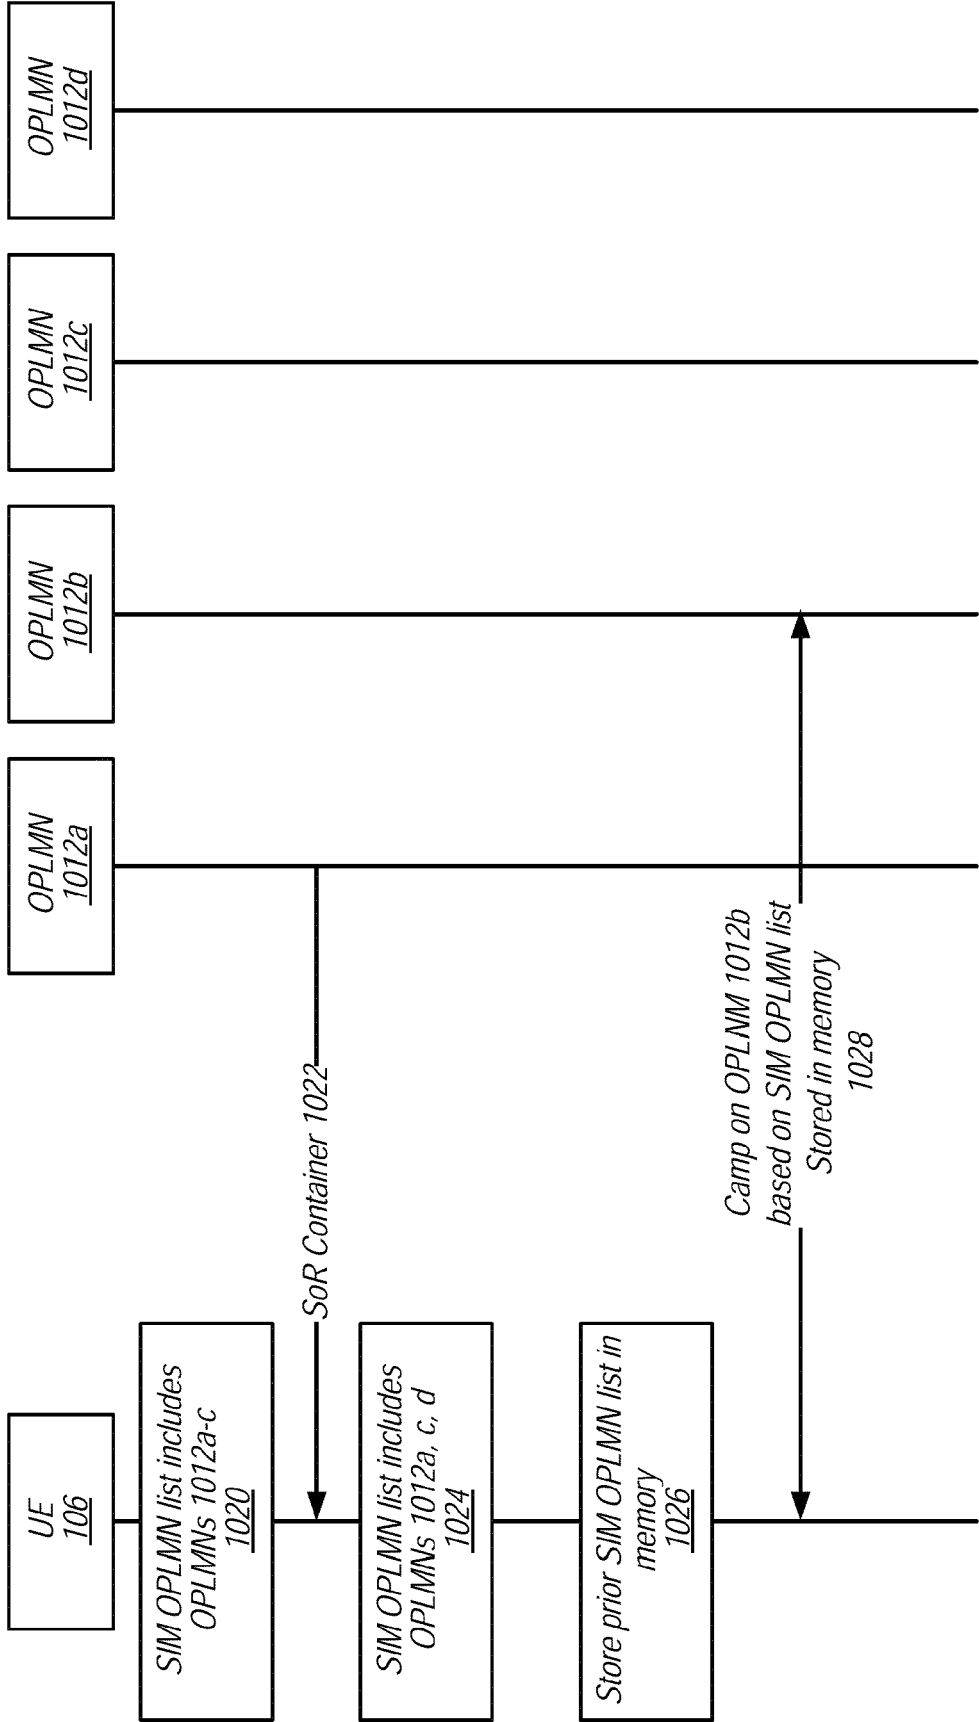 UE
106
OPLMN
1012a
OPLMN
1012b
OPLMN
1012c
OPLMN
1012d
SIM OPLMN list includes
OPLMNs 1012a-c
1020
SoR Container 1022
SIM OPLMN list includes
OPLMNs 1012a, c, d
1024
Store prior SIM OPLMN list in
memory
1026
Camp on OPLNM 1012b
based on SIM OPLMN list
Stored in memory
1028